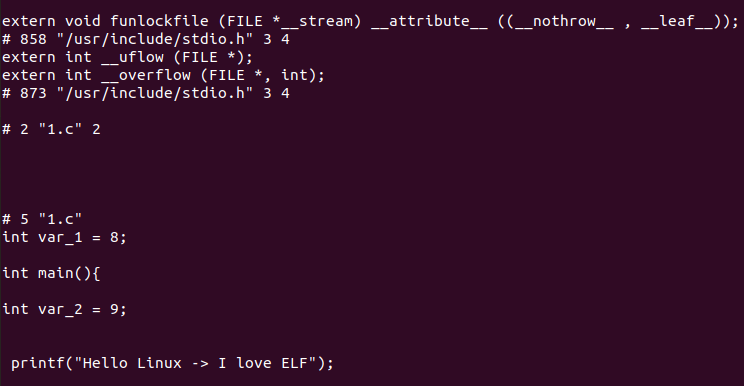 extern void funlockfile (FILE *__stream) __attribute__ ((__nothrow__ , __leaf__));
# 858 "/usr/include/stdio.h" 3 4
extern int __uflow (FILE *);
extern int __overflow (FILE *, int);
# 873 "/usr/include/stdio.h" 3 4
# 2 "1.c" 2
# 5 "1.c"
int var_1 = 8;
int main(){
int var_2 = 9;
printf("Hello Linux -> I love ELF");